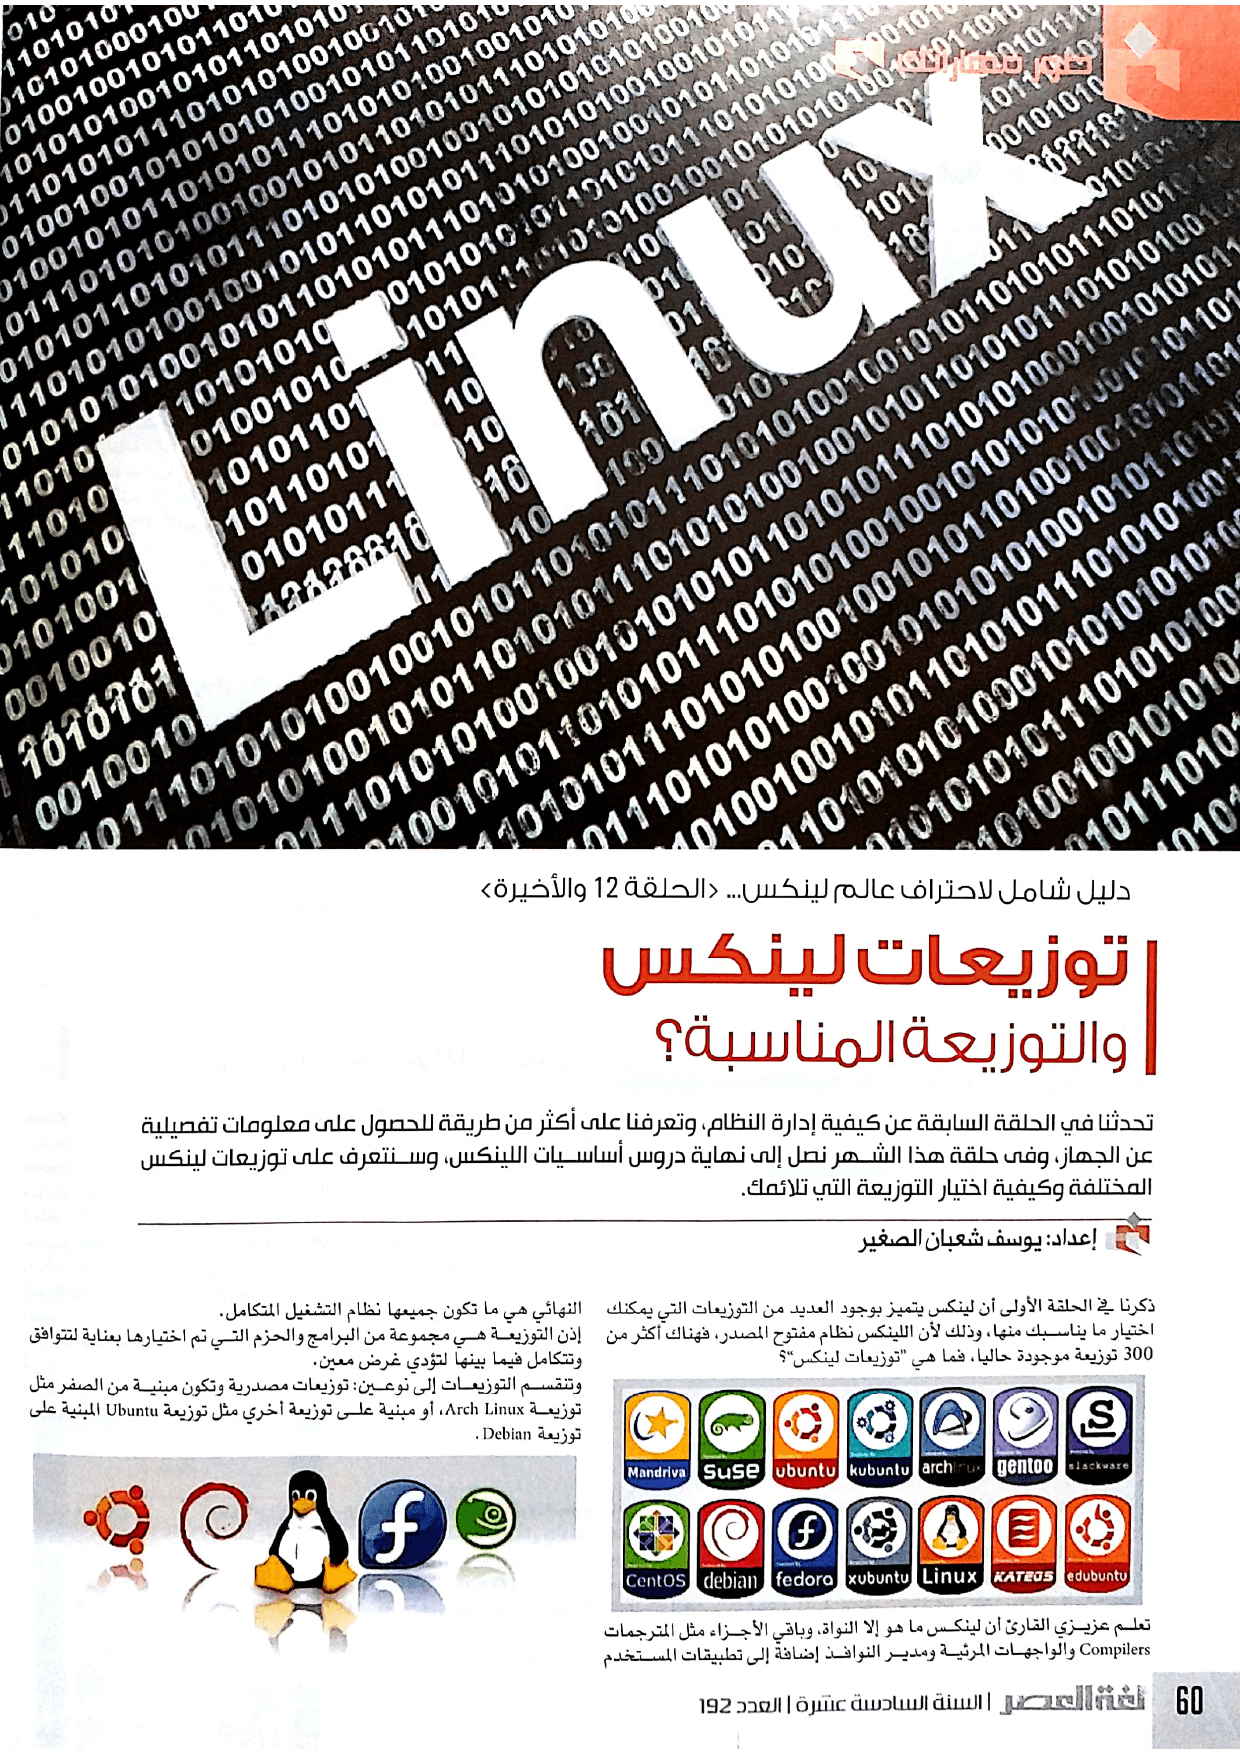 طور مهاراتك
Linux
دليل شامل لاحتراف عالم لينكس... <الحلقة 12 والأخيرة>
توزيعات لينكس
والتوزيعة المناسبة؟
تحدثنا في الحلقة السابقة عن كيفية إدارة النظام، وتعرفنا على أكثر من طريقة للحصول على معلومات تفصيلية
عن الجهاز، وفى حلقة هذا الشهر نصل إلى نهاية دروس أساسيات اللينكس، وسنتعرف على توزيعات لينكس
المختلفة وكيفية اختيار التوزيعة التي تلائمك.
إعداد: يوسف شعبان الصغير
ذكرنا في الحلقة الأولى أن لينكس يتميز بوجود العديد من التوزيعات التي يمكنك
اختيار ما يناسبك منها، وذلك لأن اللينكس نظام مفتوح المصدر، فهناك أكثر من
300 توزيعة موجودة حاليا، فما هي "توزيعات لينكس"؟
Mandriva SuSE ubuntu kubuntu archlinux gentoo slackware
CentOS debian fedora xubuntu Linux KATEOS edubuntu
تعلم عزيزي القارئ أن لينكس ما هو إلا النواة، وباقي الأجزاء مثل المترجمات
Compilers والواجهات المرئية ومدير النوافذ إضافة إلى تطبيقات المستخدم
النهائي هي ما تكون جميعها نظام التشغيل المتكامل.
إذن التوزيعة هي مجموعة من البرامج والحزم التي تم اختيارها بعناية لتتوافق
وتتكامل فيما بينها لتؤدي غرض معين.
وتنقسم التوزيعات إلى نوعين: توزيعات مصدرية وتكون مبنية من الصفر مثل
توزيعة Arch Linux، أو مبنية على توزيعة أخري مثل توزيعة Ubuntu المبنية على
توزيعة Debian.
لغة العصر | السنة السادسة عشرة | العدد 192
60